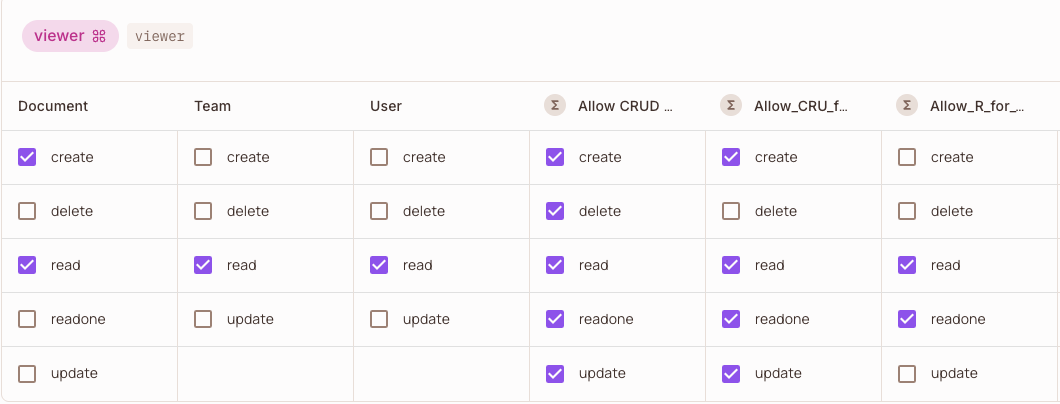 viewer viewer
Document Team User Σ Allow CRUD ... Σ Allow_CRU_f... Σ Allow_R_for_...
create create create create create create
delete delete delete delete delete delete
read read read read read read
readone update update readone readone readone
update update update update